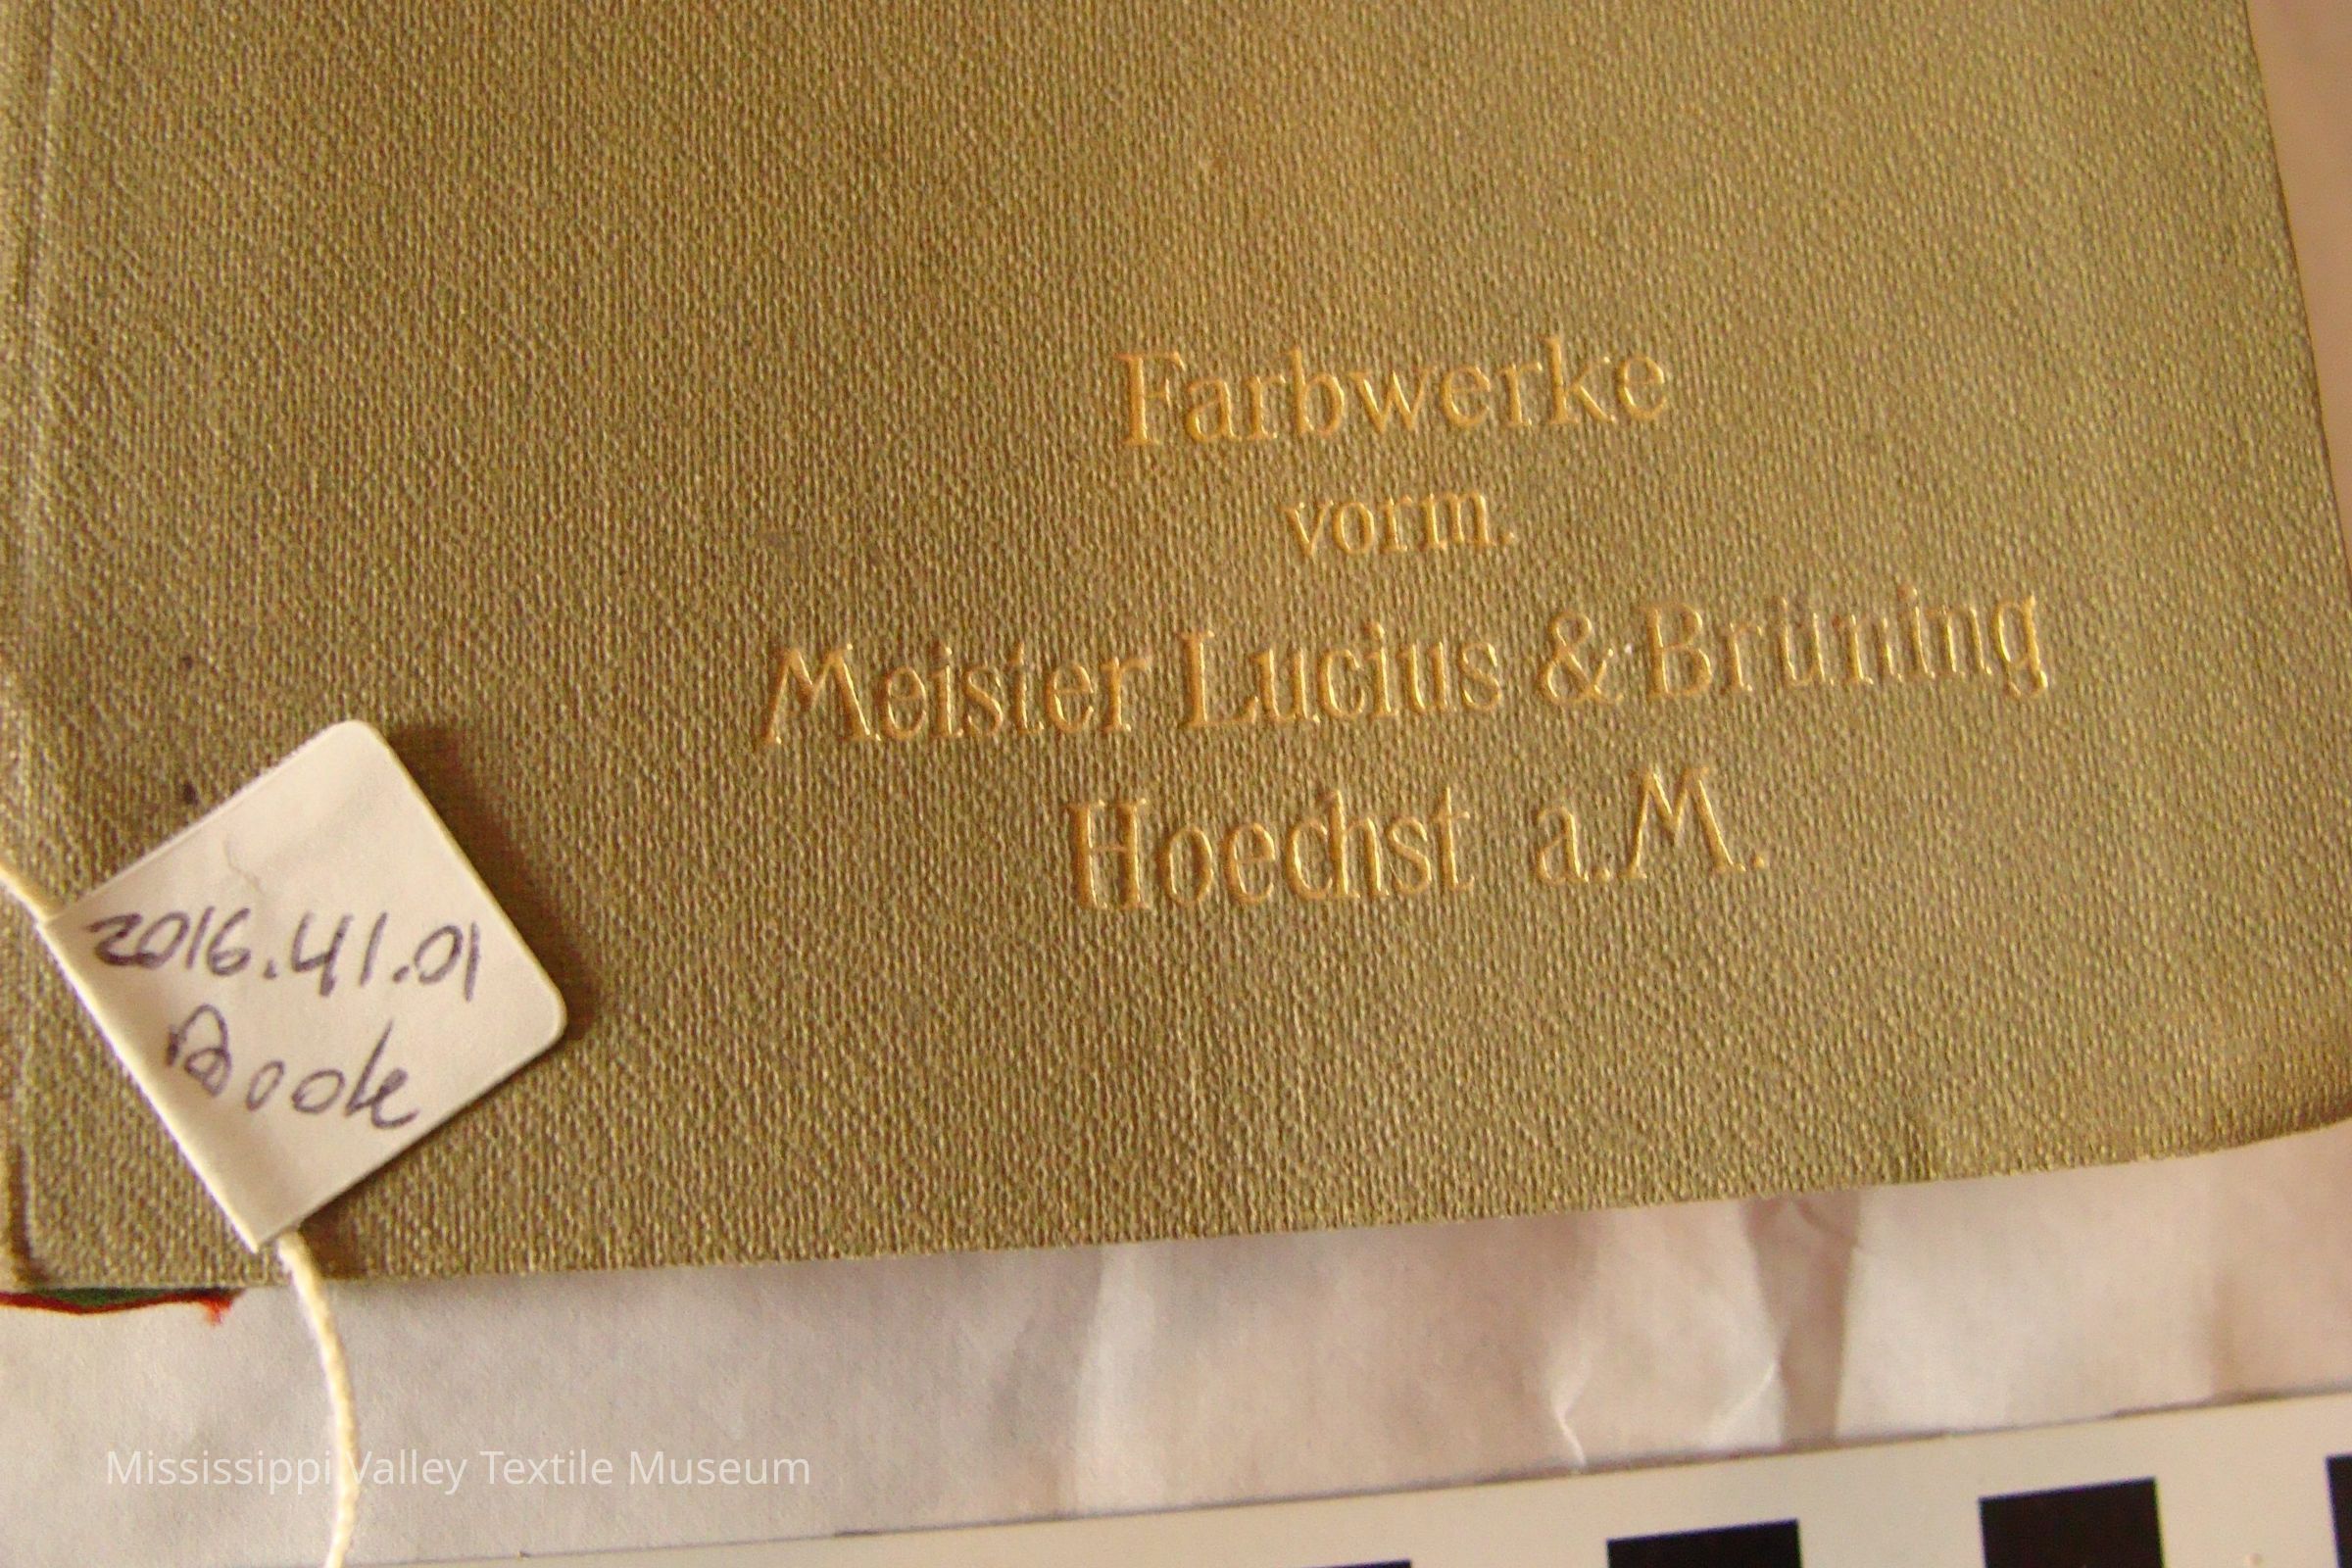 Farbwerke
vorm.
Meister Lucius & Brüning
Hoechst a.M.
2016.41.01
Book
Mississippi Valley Textile Museum